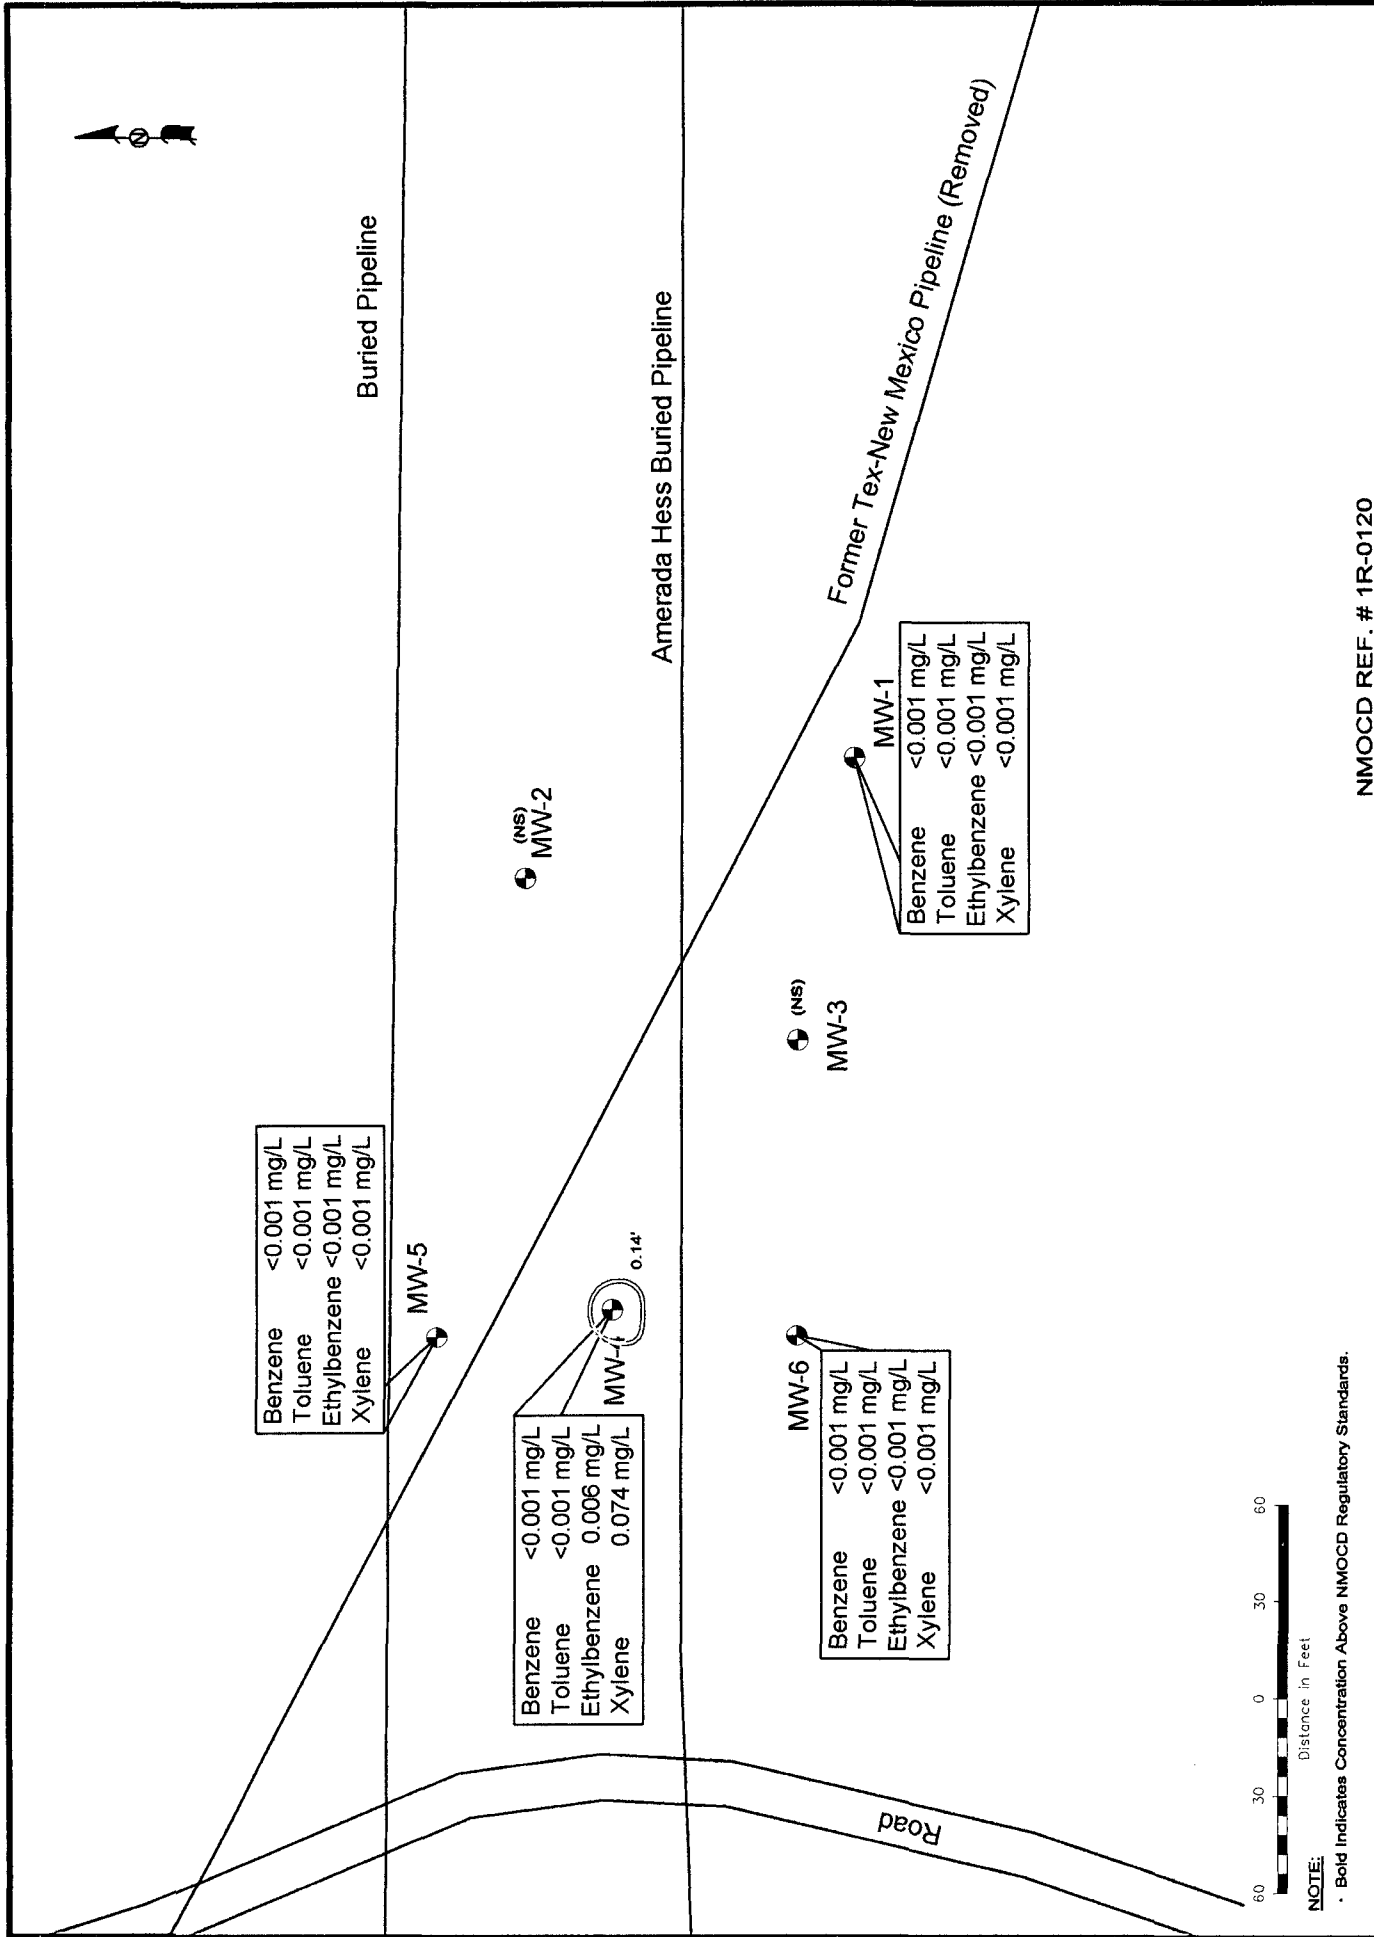 N
Buried Pipeline
Amerada Hess Buried Pipeline
Former Tex-New Mexico Pipeline (Removed)
Benzene <0.001 mg/L
Toluene <0.001 mg/L
Ethylbenzene <0.001 mg/L
Xylene <0.001 mg/L
MW-5
(NS)
MW-2
Benzene <0.001 mg/L
Toluene <0.001 mg/L
Ethylbenzene 0.006 mg/L
Xylene 0.074 mg/L
MW-4
0.14'
(NS)
MW-3
MW-1
Benzene <0.001 mg/L
Toluene <0.001 mg/L
Ethylbenzene <0.001 mg/L
Xylene <0.001 mg/L
MW-6
Benzene <0.001 mg/L
Toluene <0.001 mg/L
Ethylbenzene <0.001 mg/L
Xylene <0.001 mg/L
Road
60 30 0 30 60
Distance in Feet
NOTE:
· Bold Indicates Concentration Above NMOCD Regulatory Standards.
NMOCD REF. # 1R-0120